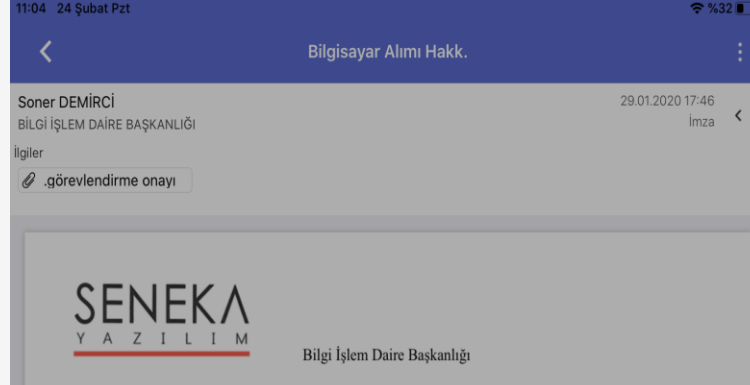 11:04 24 Şubat Pzt %32
Bilgisayar Alımı Hakk.
Soner DEMİRCİ 29.01.2020 17:46
BİLGİ İŞLEM DAİRE BAŞKANLIĞI İmza
İlgiler
.görevlendirme onayı
SENEKA
YAZILIM
Bilgi İşlem Daire Başkanlığı